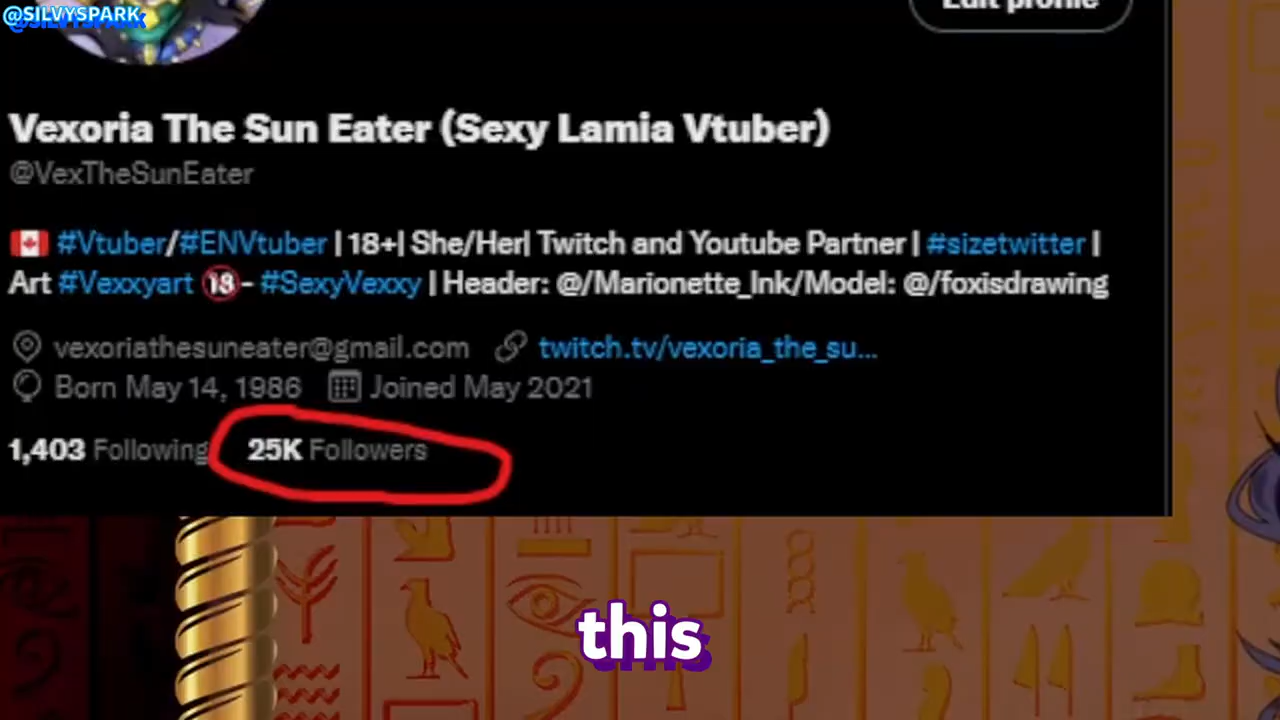 @SILVYSPARK
@SILVYSPARK
Edit profile
Vexoria The Sun Eater (Sexy Lamia Vtuber)
@VexTheSunEater
🇨🇦 #Vtuber/#ENVtuber | 18+| She/Her| Twitch and Youtube Partner | #sizetwitter |
Art #Vexxyart 🔞- #SexyVexxy | Header: @/Marionette_Ink/Model: @/foxisdrawing
vexoriathesuneater@gmail.com twitch.tv/vexoria_the_su...
Born May 14, 1986 Joined May 2021
1,403 Following 25K Followers
this